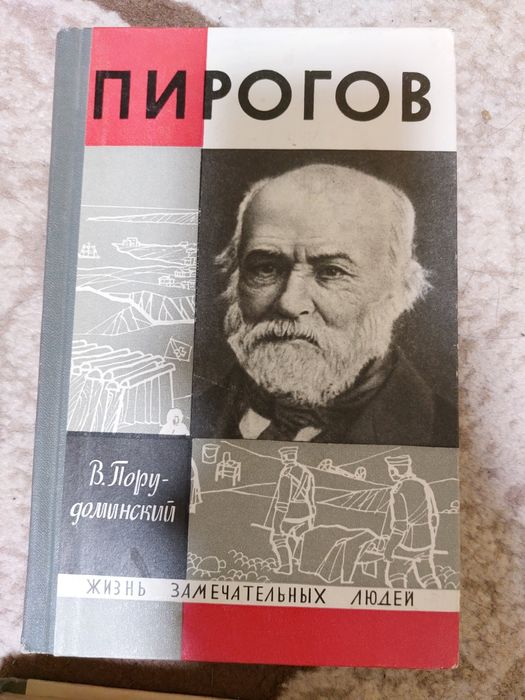 ПИРОГОВ
В. Пору-
доминский
ЖИЗНЬ ЗАМЕЧАТЕЛЬНЫХ ЛЮДЕЙ